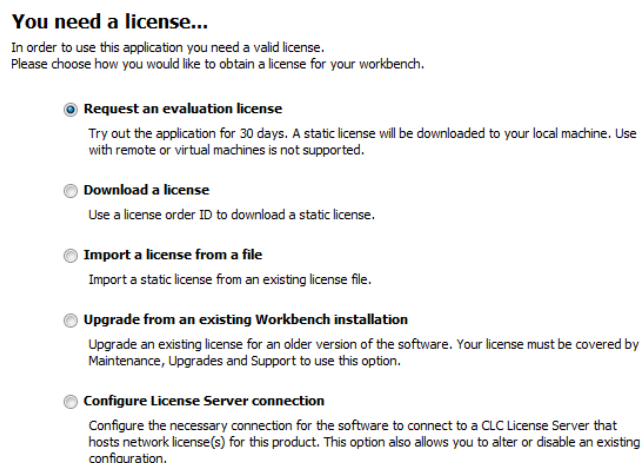 You need a license...
In order to use this application you need a valid license.
Please choose how you would like to obtain a license for your workbench.
Request an evaluation license
Try out the application for 30 days. A static license will be downloaded to your local machine. Use
with remote or virtual machines is not supported.
Download a license
Use a license order ID to download a static license.
Import a license from a file
Import a static license from an existing license file.
Upgrade from an existing Workbench installation
Upgrade an existing license for an older version of the software. Your license must be covered by
Maintenance, Upgrades and Support to use this option.
Configure License Server connection
Configure the necessary connection for the software to connect to a CLC License Server that
hosts network license(s) for this product. This option also allows you to alter or disable an existing
configuration.